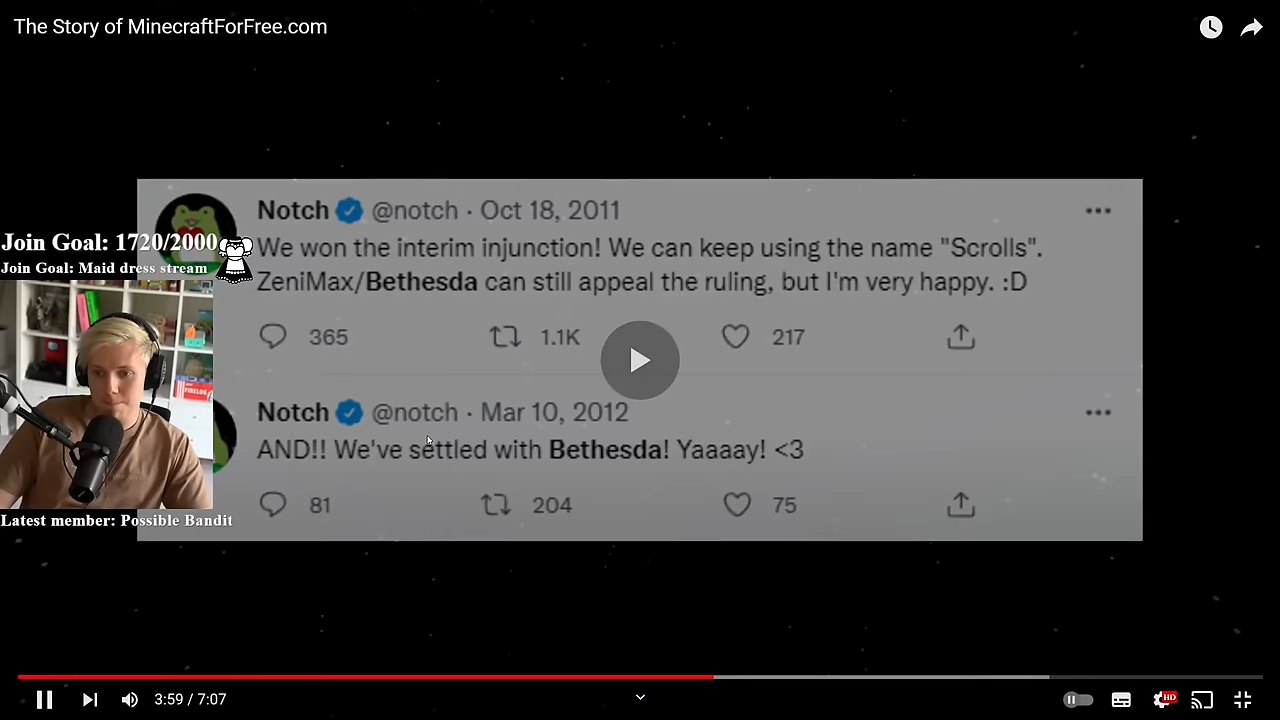 The Story of MinecraftForFree.com
Notch @notch · Oct 18, 2011
We won the interim injunction! We can keep using the name "Scrolls".
ZeniMax/Bethesda can still appeal the ruling, but I'm very happy. :D
365 1.1K 217
Join Goal: 1720/2000
Join Goal: Maid dress stream
FIRELOG
Notch @notch · Mar 10, 2012
AND!! We've settled with Bethesda! Yaaaay! <3
81 204 75
Latest member: Possible Bandit
3:59 / 7:07
HD